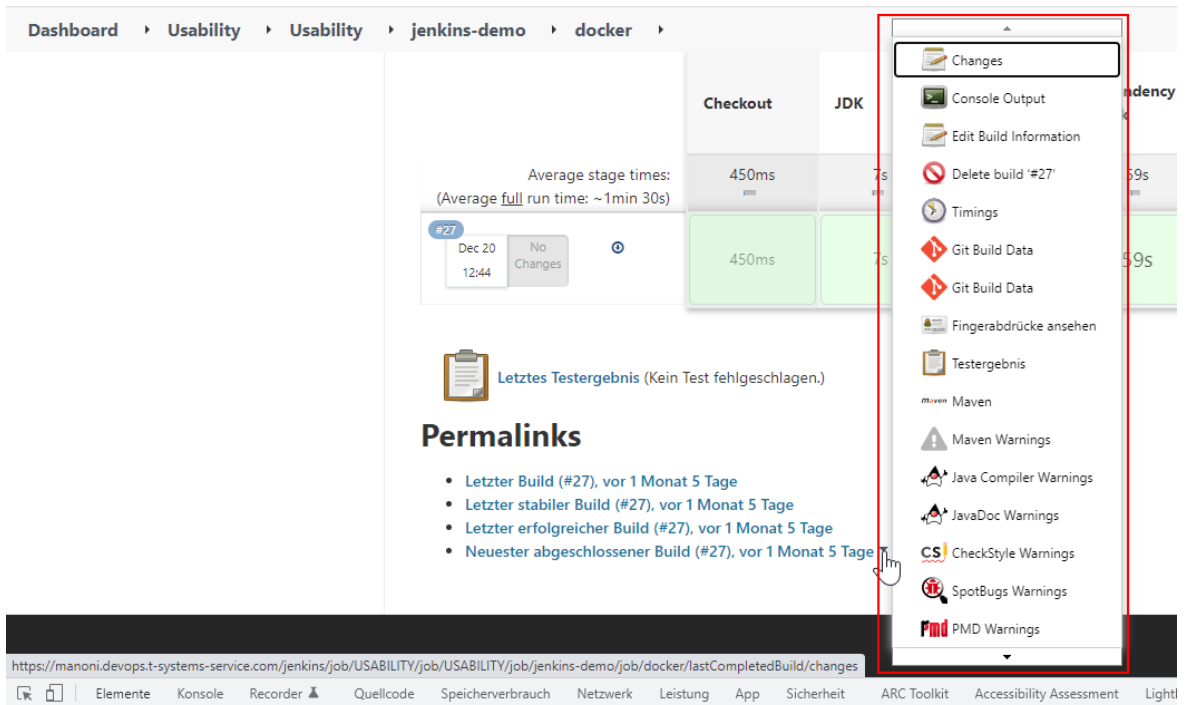 Dashboard Usability Usability jenkins-demo docker
Checkout JDK
ndency
Average stage times:
(Average full run time: ~1min 30s)
450ms 7s 59s
#27
Dec 20
12:44
No
Changes
450ms 7s 59s
Letztes Testergebnis (Kein Test fehlgeschlagen.)
Permalinks
Letzter Build (#27), vor 1 Monat 5 Tage
Letzter stabiler Build (#27), vor 1 Monat 5 Tage
Letzter erfolgreicher Build (#27), vor 1 Monat 5 Tage
Neuester abgeschlossener Build (#27), vor 1 Monat 5 Tage
Changes
Console Output
Edit Build Information
Delete build '#27'
Timings
Git Build Data
Git Build Data
Fingerabdrücke ansehen
Testergebnis
Maven Maven
Maven Warnings
Java Compiler Warnings
JavaDoc Warnings
CS CheckStyle Warnings
SpotBugs Warnings
Pmd PMD Warnings
https://manoni.devops.t-systems-service.com/jenkins/job/USABILITY/job/USABILITY/job/jenkins-demo/job/docker/lastCompletedBuild/changes
Elemente Konsole Recorder Quellcode Speicherverbrauch Netzwerk Leistung App Sicherheit ARC Toolkit Accessibility Assessment Light